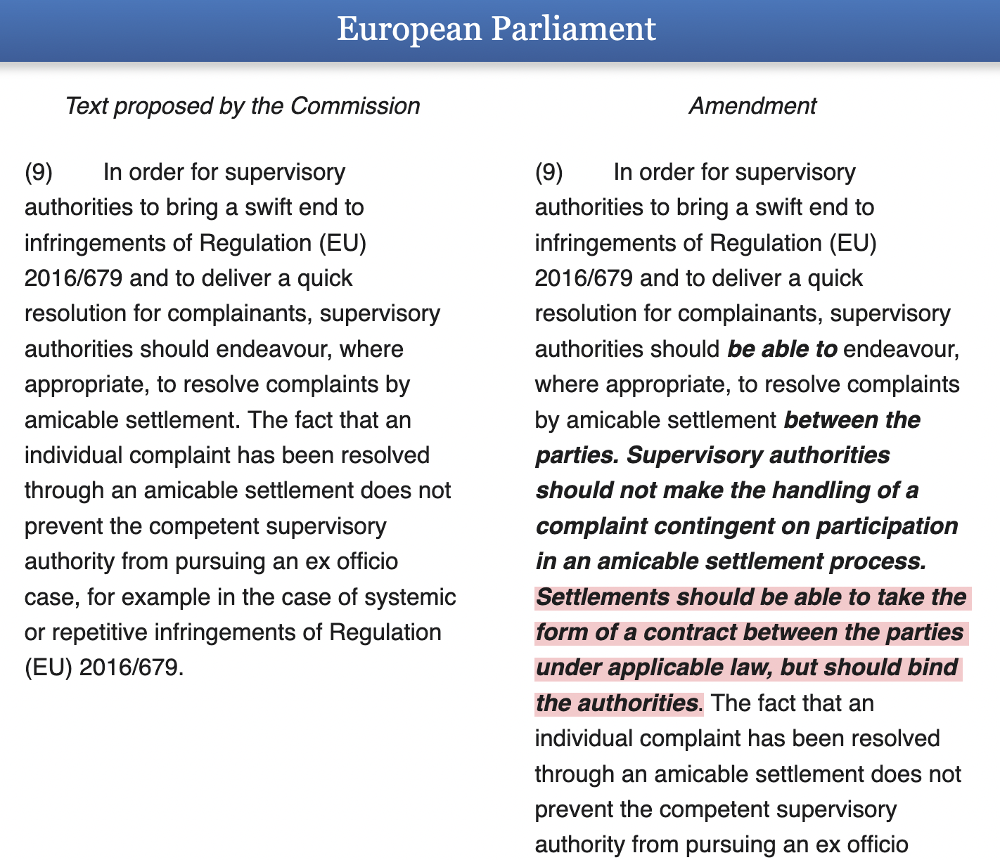 European Parliament
Text proposed by the Commission
(9) In order for supervisory
authorities to bring a swift end to
infringements of Regulation (EU)
2016/679 and to deliver a quick
resolution for complainants, supervisory
authorities should endeavour, where
appropriate, to resolve complaints by
amicable settlement. The fact that an
individual complaint has been resolved
through an amicable settlement does not
prevent the competent supervisory
authority from pursuing an ex officio
case, for example in the case of systemic
or repetitive infringements of Regulation
(EU) 2016/679.
Amendment
(9) In order for supervisory
authorities to bring a swift end to
infringements of Regulation (EU)
2016/679 and to deliver a quick
resolution for complainants, supervisory
authorities should be able to endeavour,
where appropriate, to resolve complaints
by amicable settlement between the
parties. Supervisory authorities
should not make the handling of a
complaint contingent on participation
in an amicable settlement process.
Settlements should be able to take the
form of a contract between the parties
under applicable law, but should bind
the authorities. The fact that an
individual complaint has been resolved
through an amicable settlement does not
prevent the competent supervisory
authority from pursuing an ex officio